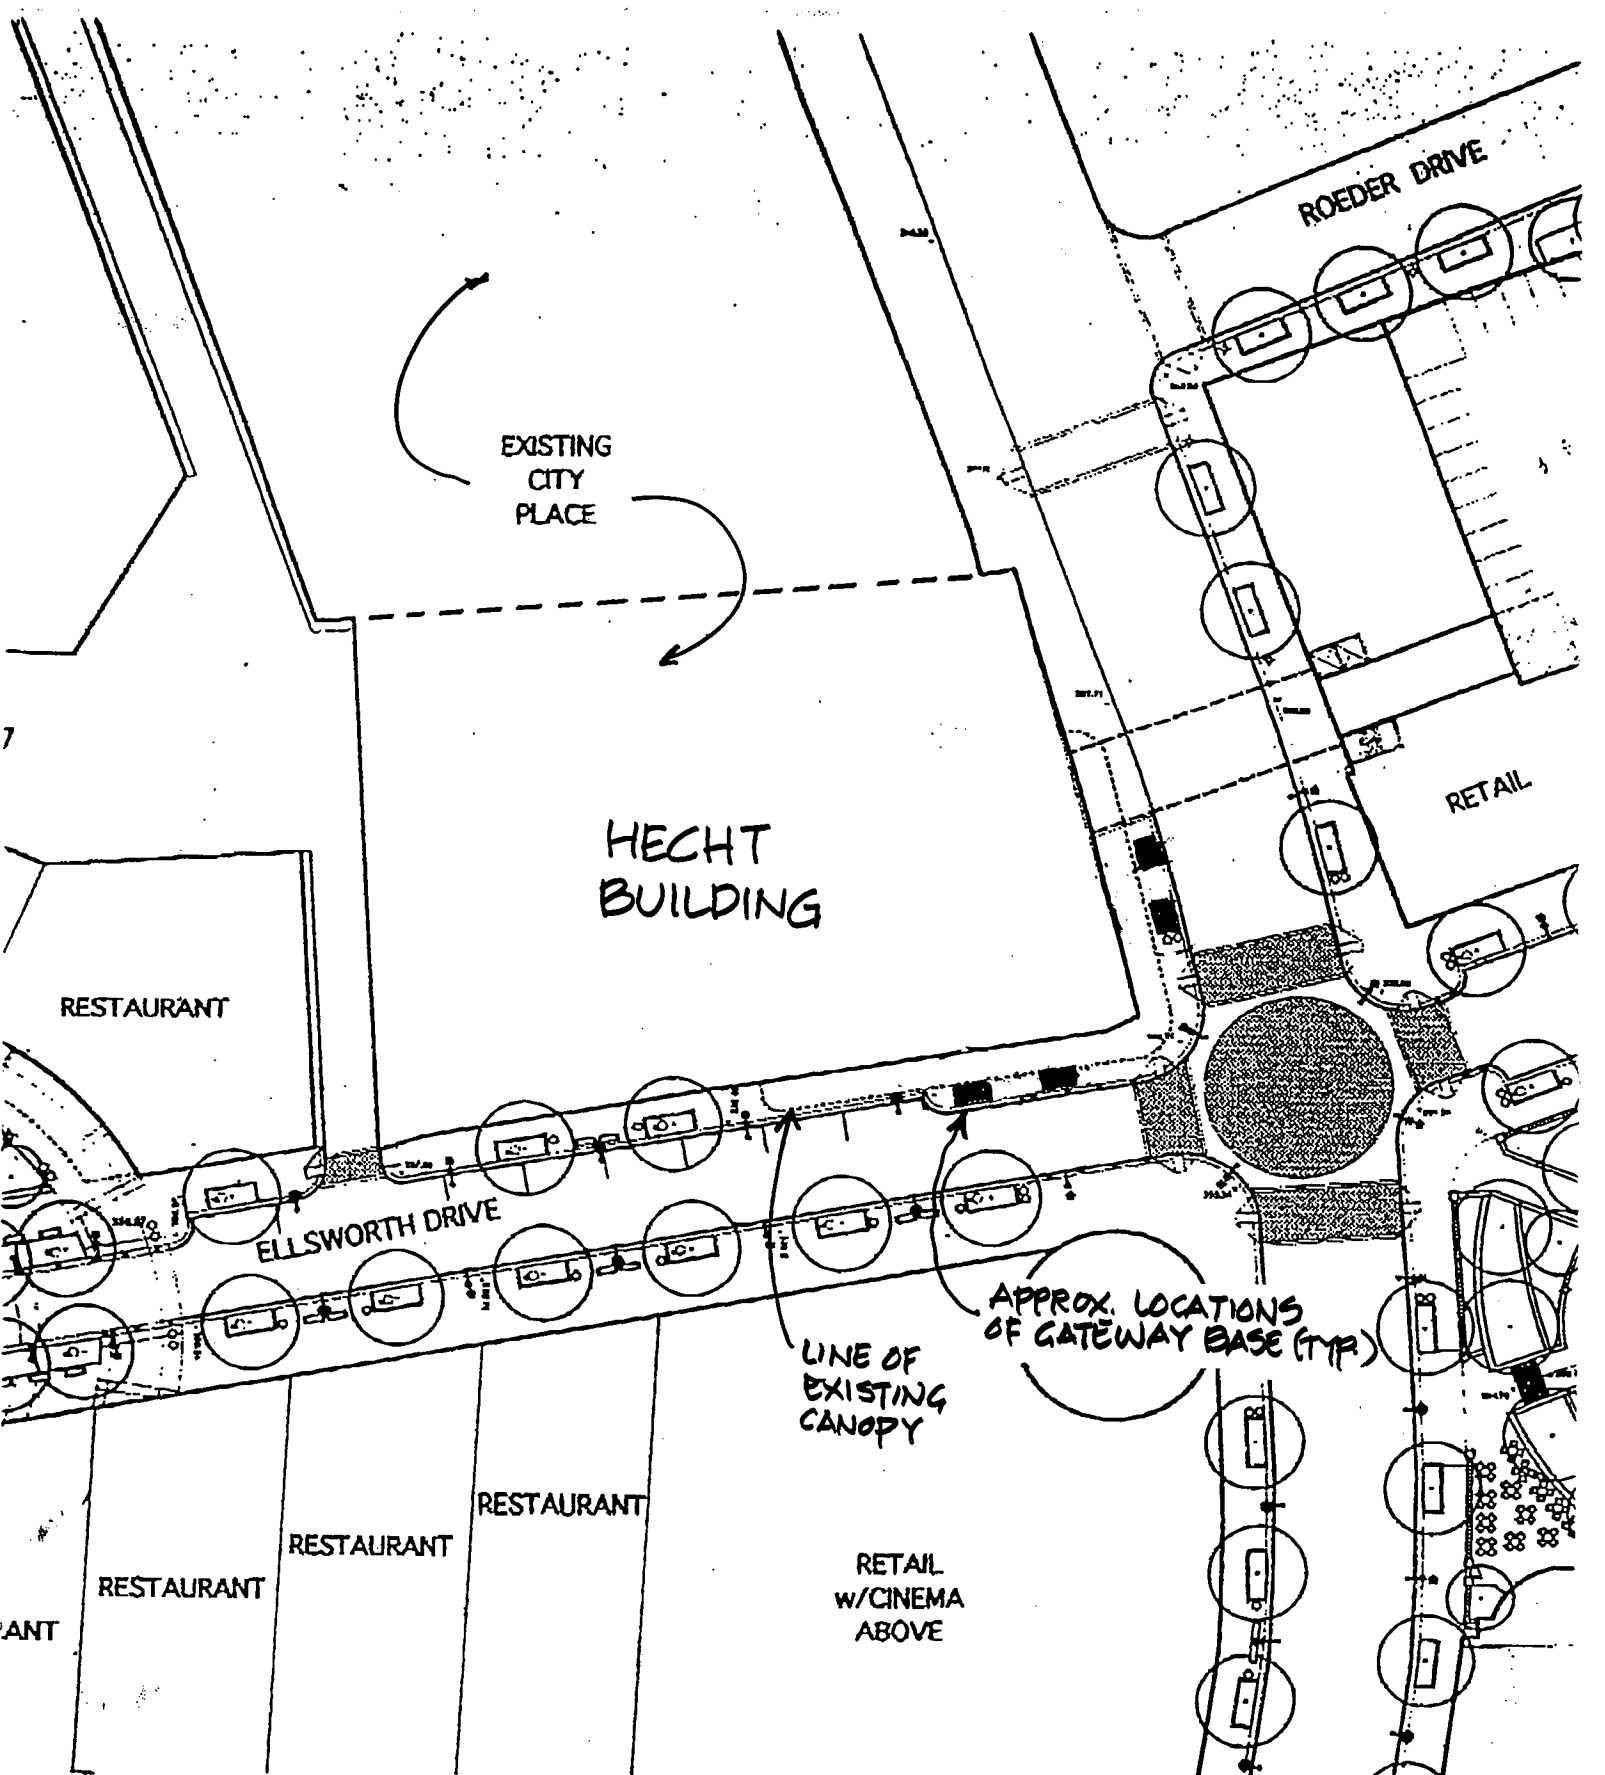 ROEDER DRIVE
EXISTING
CITY
PLACE
7
RETAIL
HECHT
BUILDING
RESTAURANT
ELLSWORTH DRIVE
APPROX. LOCATIONS
OF GATEWAY BASE (TYP.)
LINE OF
EXISTING
CANOPY
RESTAURANT
RESTAURANT
RESTAURANT
RETAIL
W/CINEMA
ABOVE
ANT